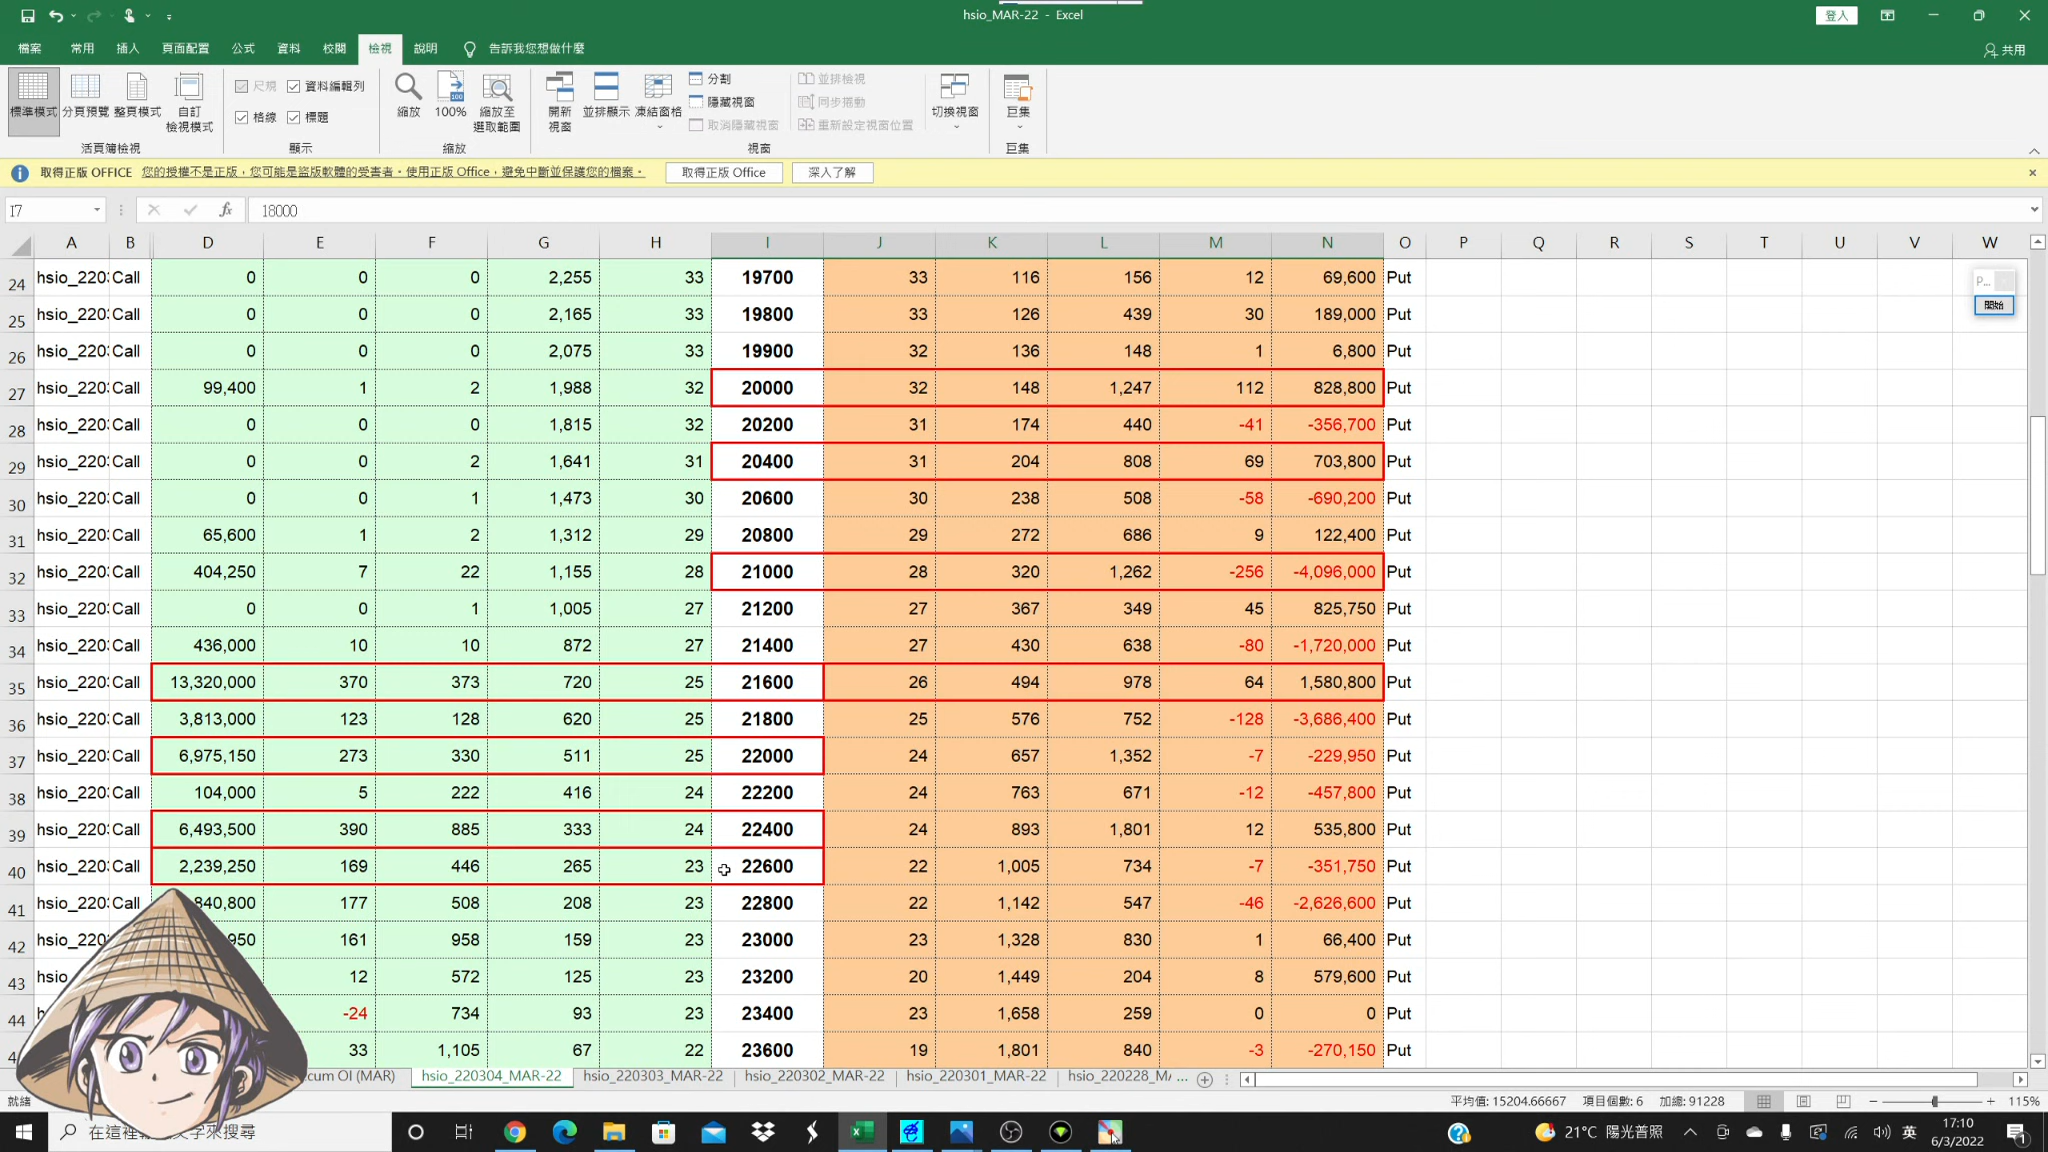 hsio_MAR-22 - Excel
登入
檔案 常用 插入 頁面配置 公式 資料 校閱 檢視 說明 告訴我您想做什麼 共用
標準模式 分頁預覽 整頁模式 自訂檢視模式 尺規 資料編輯列 格線 標題 縮放 100% 縮放至選取範圍 開新視窗 並排顯示 凍結窗格 分割 隱藏視窗 取消隱藏視窗 並排檢視 同步捲動 重新設定視窗位置 切換視窗 巨集
活頁簿檢視 顯示 縮放 視窗 巨集
取得正版 OFFICE 您的授權不是正版，您可能是盜版軟體的受害者。使用正版 Office，避免中斷並保護您的檔案。 取得正版 Office 深入了解
I7 fx 18000
A B D E F G H I J K L M N O P Q R S T U V W
24 hsio_220 Call 0 0 0 2,255 33 19700 33 116 156 12 69,600 Put
25 hsio_220 Call 0 0 0 2,165 33 19800 33 126 439 30 189,000 Put
26 hsio_220 Call 0 0 0 2,075 33 19900 32 136 148 1 6,800 Put
27 hsio_220 Call 99,400 1 2 1,988 32 20000 32 148 1,247 112 828,800 Put
28 hsio_220 Call 0 0 0 1,815 32 20200 31 174 440 -41 -356,700 Put
29 hsio_220 Call 0 0 2 1,641 31 20400 31 204 808 69 703,800 Put
30 hsio_220 Call 0 0 1 1,473 30 20600 30 238 508 -58 -690,200 Put
31 hsio_220 Call 65,600 1 2 1,312 29 20800 29 272 686 9 122,400 Put
32 hsio_220 Call 404,250 7 22 1,155 28 21000 28 320 1,262 -256 -4,096,000 Put
33 hsio_220 Call 0 0 1 1,005 27 21200 27 367 349 45 825,750 Put
34 hsio_220 Call 436,000 10 10 872 27 21400 27 430 638 -80 -1,720,000 Put
35 hsio_220 Call 13,320,000 370 373 720 25 21600 26 494 978 64 1,580,800 Put
36 hsio_220 Call 3,813,000 123 128 620 25 21800 25 576 752 -128 -3,686,400 Put
37 hsio_220 Call 6,975,150 273 330 511 25 22000 24 657 1,352 -7 -229,950 Put
38 hsio_220 Call 104,000 5 222 416 24 22200 24 763 671 -12 -457,800 Put
39 hsio_220 Call 6,493,500 390 885 333 24 22400 24 893 1,801 12 535,800 Put
40 hsio_220 Call 2,239,250 169 446 265 23 22600 22 1,005 734 -7 -351,750 Put
41 hsio_220 Call 840,800 177 508 208 23 22800 22 1,142 547 -46 -2,626,600 Put
42 hsio_22 950 161 958 159 23 23000 23 1,328 830 1 66,400 Put
43 hsio_ 12 572 125 23 23200 20 1,449 204 8 579,600 Put
44 -24 734 93 23 23400 23 1,658 259 0 0 Put
33 1,105 67 22 23600 19 1,801 840 -3 -270,150 Put
P...
開始
cum OI (MAR) hsio_220304_MAR-22 hsio_220303_MAR-22 hsio_220302_MAR-22 hsio_220301_MAR-22 hsio_220228_M ...
就緒 平均值: 15204.66667 項目個數: 6 加總: 91228 115%
在這裡 文字來搜尋
21°C 陽光普照 英 17:10
6/3/2022